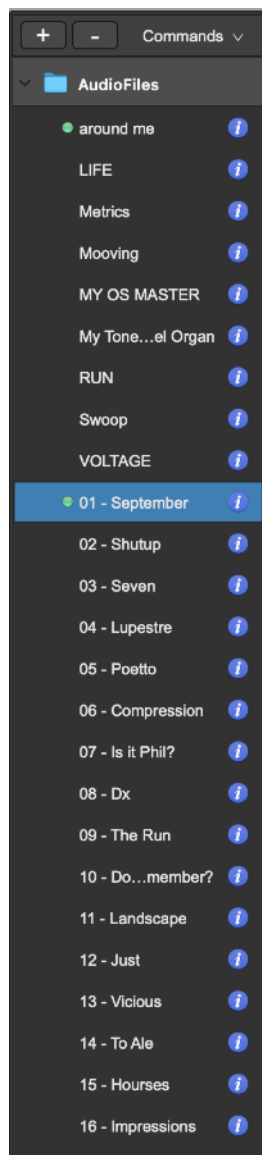 + - Commands
AudioFiles
around me i
LIFE i
Metrics i
Mooving i
MY OS MASTER i
My Tone...el Organ i
RUN i
Swoop i
VOLTAGE i
01 - September i
02 - Shutup i
03 - Seven i
04 - Lupestre i
05 - Poetto i
06 - Compression i
07 - Is it Phil? i
08 - Dx i
09 - The Run i
10 - Do...member? i
11 - Landscape i
12 - Just i
13 - Vicious i
14 - To Ale i
15 - Hourses i
16 - Impressions i